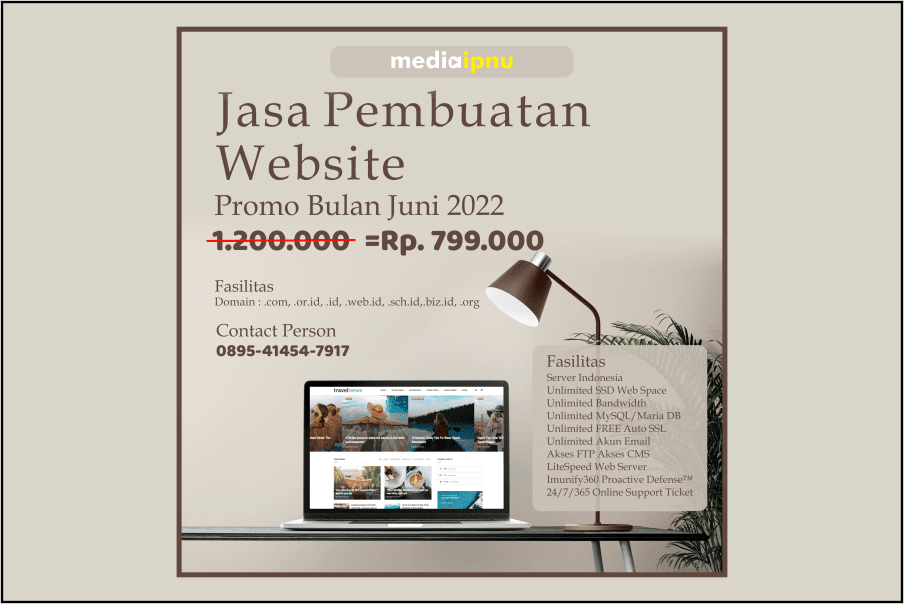 mediaipnu
Jasa Pembuatan
Website
Promo Bulan Juni 2022
1.200.000 =Rp. 799.000
Fasilitas
Domain : .com, .or.id, .id, .web.id, .sch.id,.biz.id, .org
Contact Person
0895-41454-7917
travelnews
Fasilitas
Server Indonesia
Unlimited SSD Web Space
Unlimited Bandwidth
Unlimited MySQL/Maria DB
Unlimited FREE Auto SSL
Unlimited Akun Email
Akses FTP Akses CMS
LiteSpeed Web Server
Imunify360 Proactive Defense™
24/7/365 Online Support Ticket